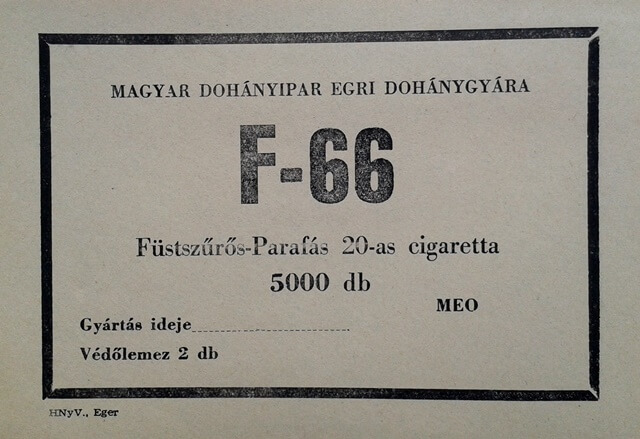 MAGYAR DOHÁNYIPAR EGRI DOHÁNYGYÁRA
F-66
Füstszűrős-Parafás 20-as cigaretta
5000 db
MEO
Gyártás ideje
Védőlemez 2 db
HNyV., Eger